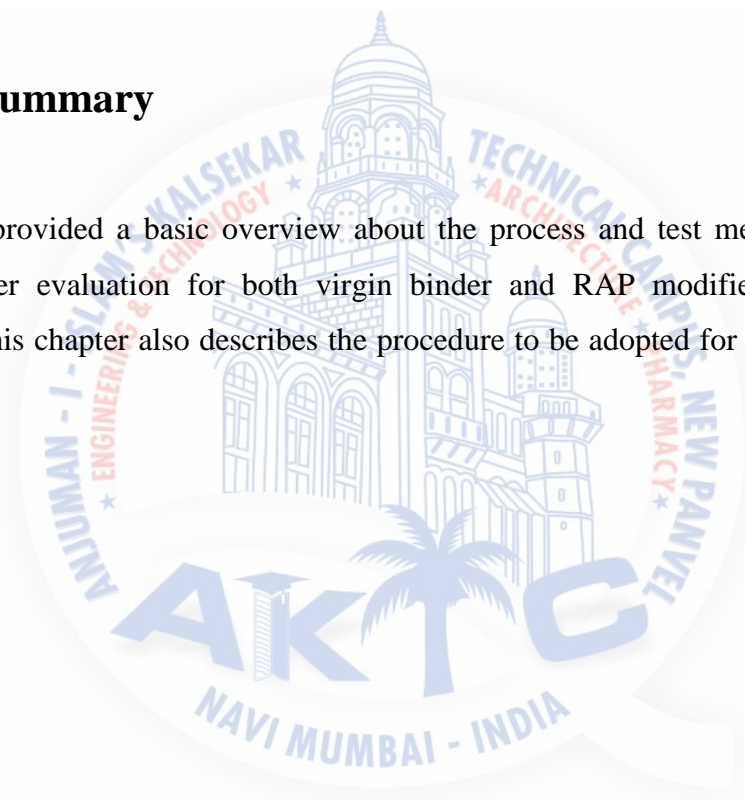 ummary
provided a basic overview about the process and test me
er evaluation for both virgin binder and RAP modifie
his chapter also describes the procedure to be adopted for
ANJUMAN - I - ISLAM'S KALSEKAR TECHNICAL CAMPUS, NEW PANVEL
★ ENGINEERING & TECHNOLOGY ★ ★ ARCHITECTURE ★ PHARMACY ★
AKTC
NAVI MUMBAI - INDIA